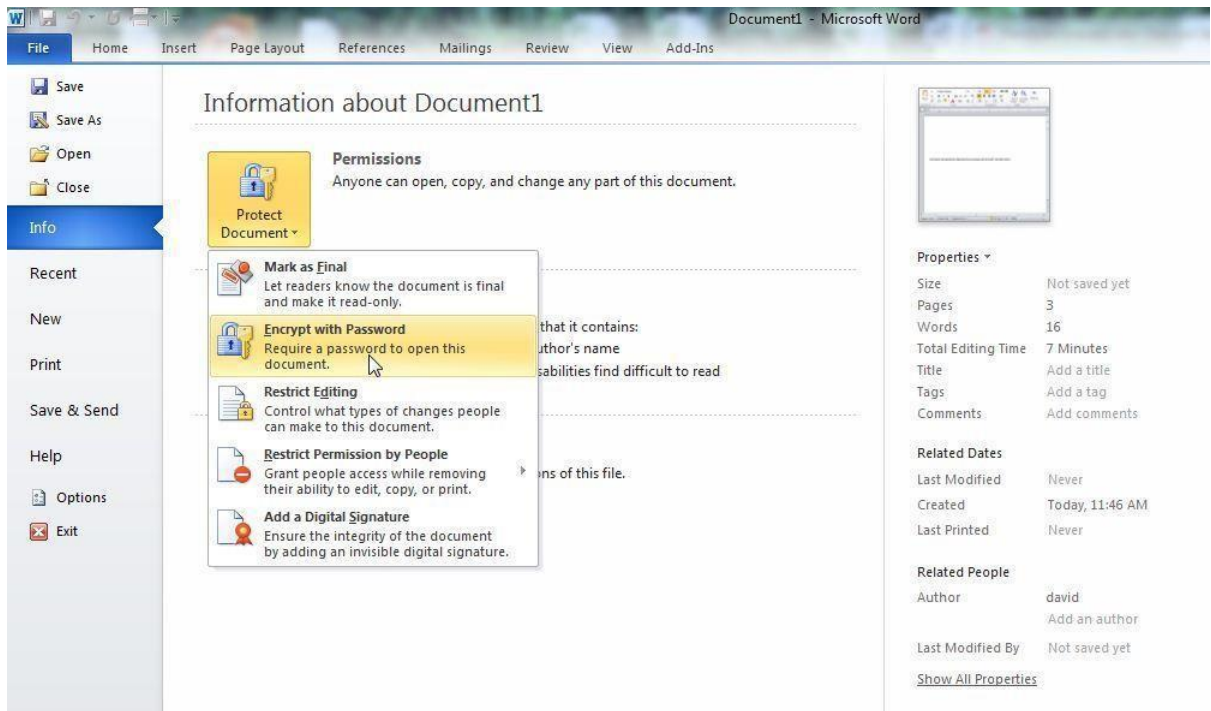 W
Document1 - Microsoft Word
File Home Insert Page Layout References Mailings Review View Add-Ins
Save
Save As
Open
Close
Info
Recent
New
Print
Save & Send
Help
Options
Exit
Information about Document1
Protect
Document
Permissions
Anyone can open, copy, and change any part of this document.
Mark as Final
Let readers know the document is final
and make it read-only.
Encrypt with Password
Require a password to open this
document.
Restrict Editing
Control what types of changes people
can make to this document.
Restrict Permission by People
Grant people access while removing
their ability to edit, copy, or print.
Add a Digital Signature
Ensure the integrity of the document
by adding an invisible digital signature.
that it contains:
name
find difficult to read
of this file.
Properties
Size Not saved yet
Pages 3
Words 16
Total Editing Time 7 Minutes
Title Add a title
Tags Add a tag
Comments Add comments
Related Dates
Last Modified Never
Created Today, 11:46 AM
Last Printed Never
Related People
Author david
Add an author
Last Modified By Not saved yet
Show All Properties